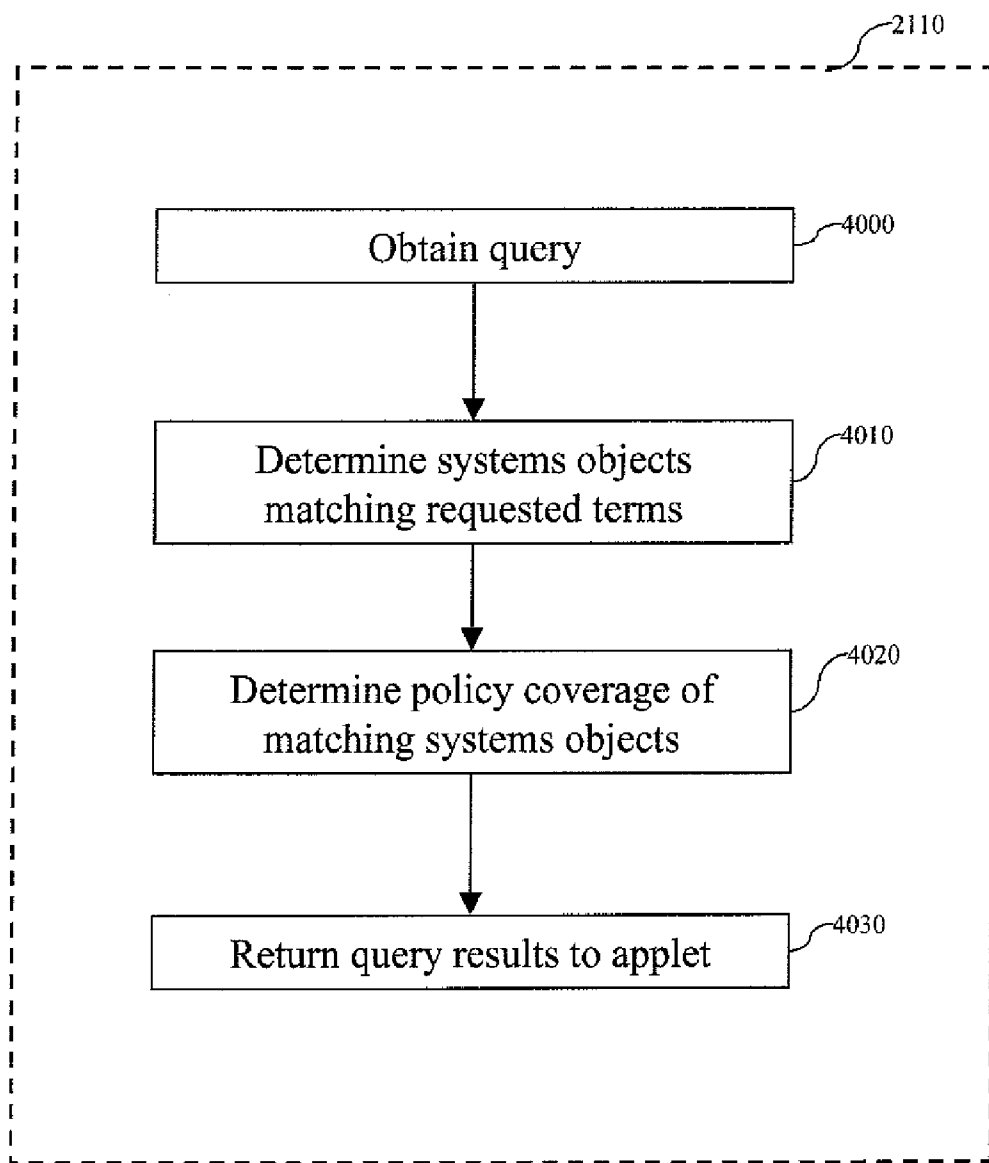 2110
Obtain query
4000
Determine systems objects
matching requested terms
4010
Determine policy coverage of
matching systems objects
4020
Return query results to applet
4030